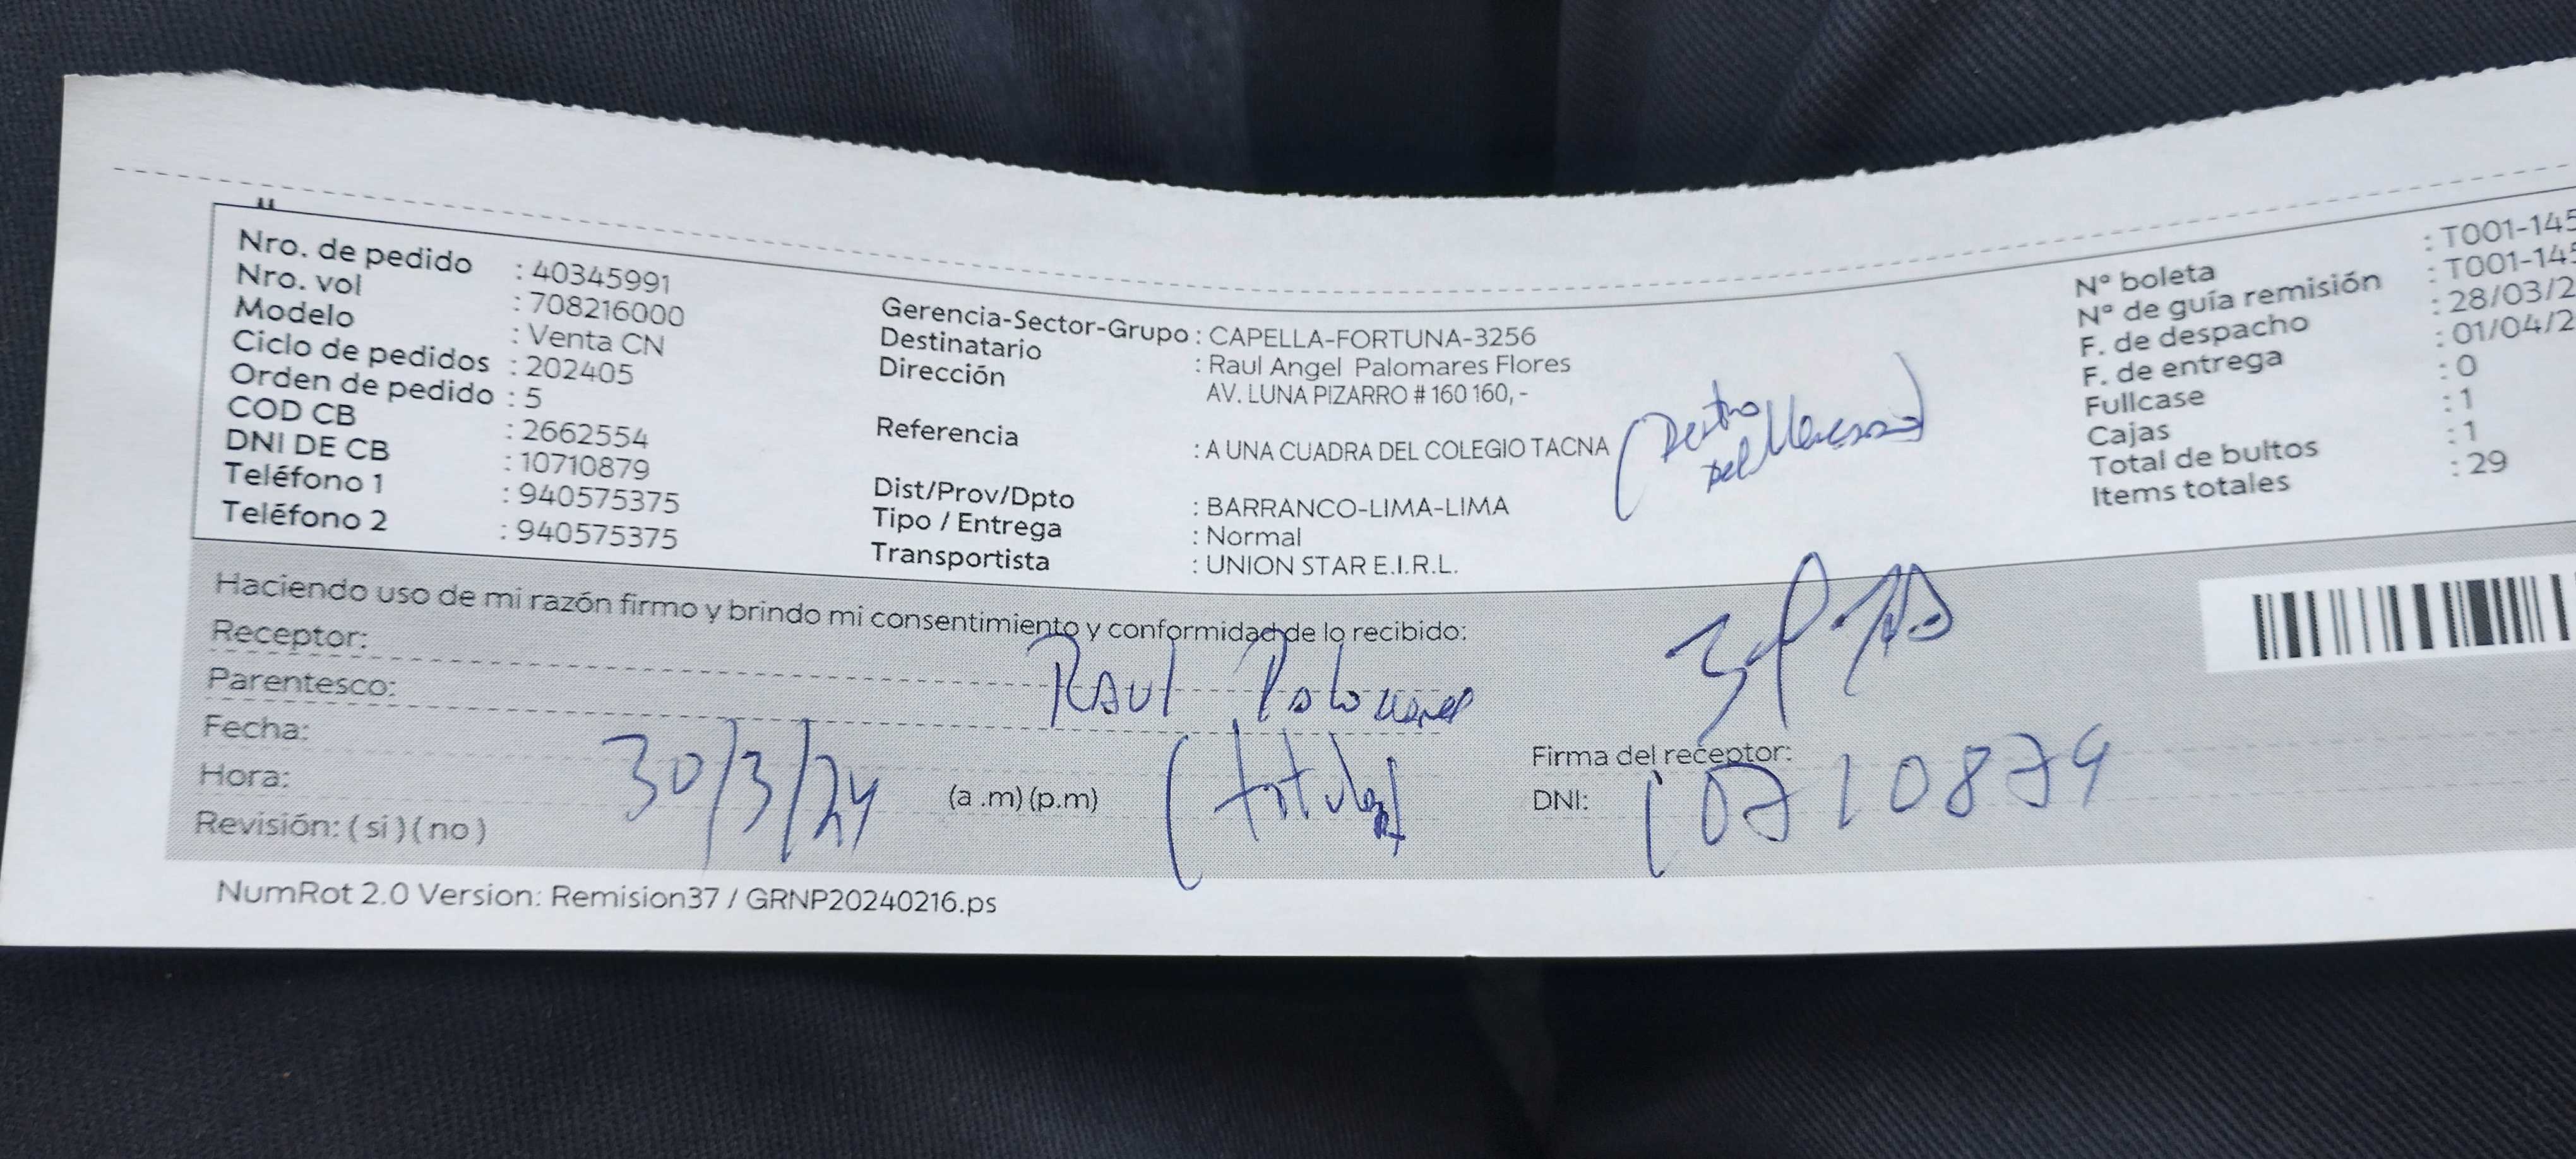 Nro. de pedido : 40345991
Nro. vol : 708216000
Modelo : Venta CN
Ciclo de pedidos : 202405
Orden de pedido : 5
COD CB : 2662554
DNI DE CB : 10710879
Teléfono 1 : 940575375
Teléfono 2 : 940575375
Gerencia-Sector-Grupo : CAPELLA-FORTUNA-3256
Destinatario : Raul Angel Palomares Flores
Dirección : AV. LUNA PIZARRO # 160 160, -
Referencia : A UNA CUADRA DEL COLEGIO TACNA
(Dentro
del Mercado)
Dist/Prov/Dpto : BARRANCO-LIMA-LIMA
Tipo / Entrega : Normal
Transportista : UNION STAR E.I.R.L.
Nº boleta : T001-145
Nº de guía remisión : T001-145
F. de despacho : 28/03/2
F. de entrega : 01/04/2
Fullcase : 0
Cajas : 1
Total de bultos : 1
Items totales : 29
Haciendo uso de mi razón firmo y brindo mi consentimiento y conformidad de lo recibido:
Receptor: Raul Palomares
Parentesco: (titular)
Fecha: 30/3/24
Hora: (a .m) (p.m)
Revisión: ( si ) ( no )
Firma del receptor:
DNI: 10710879
NumRot 2.0 Version: Remision37 / GRNP20240216.ps